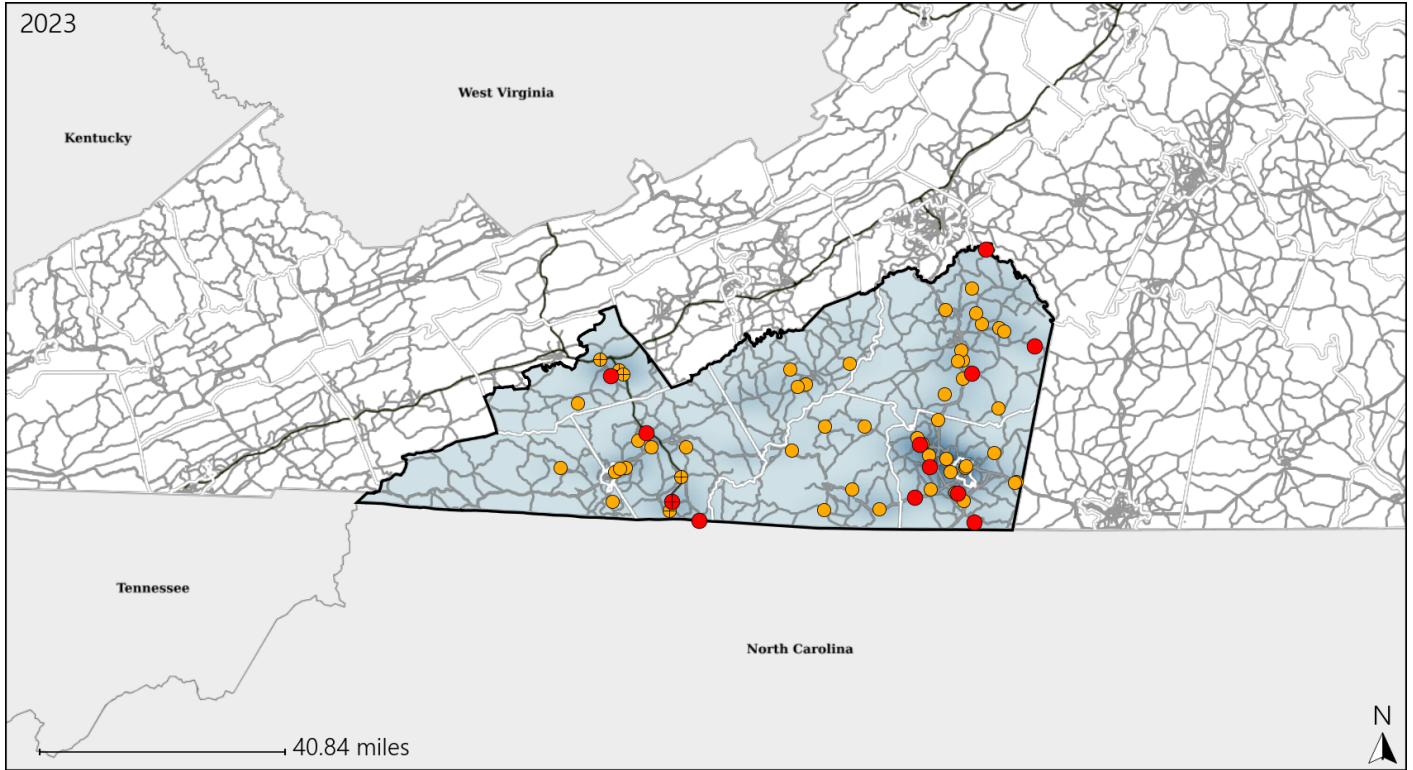 2023
West Virginia
Kentucky
Tennessee
North Carolina
N
40.84 miles